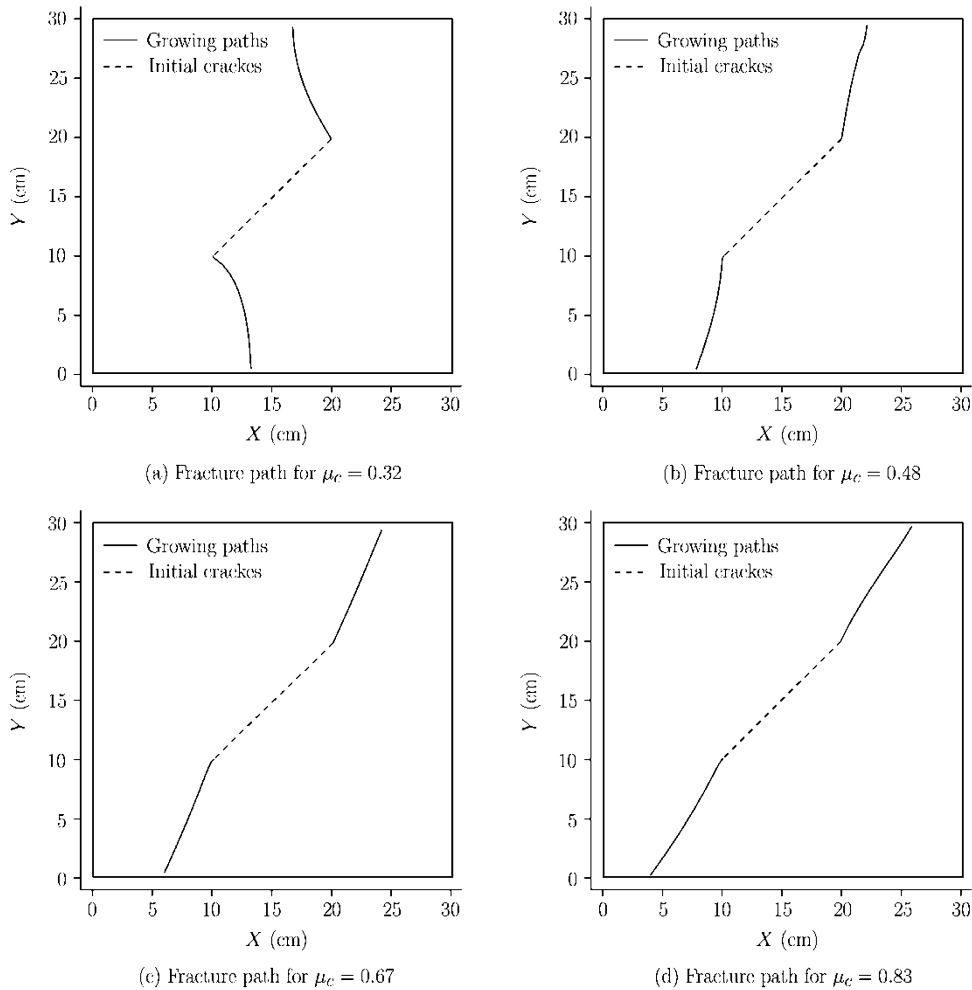 30
25
20
15
10
5
0
Y (cm)
Growing paths
Initial crackes
0 5 10 15 20 25 30
X (cm)
(a) Fracture path for μc = 0.32
30
25
20
15
10
5
0
Y (cm)
Growing paths
Initial crackes
0 5 10 15 20 25 30
X (cm)
(b) Fracture path for μc = 0.48
30
25
20
15
10
5
0
Y (cm)
Growing paths
Initial crackes
0 5 10 15 20 25 30
X (cm)
(c) Fracture path for μc = 0.67
30
25
20
15
10
5
0
Y (cm)
Growing paths
Initial crackes
0 5 10 15 20 25 30
X (cm)
(d) Fracture path for μc = 0.83